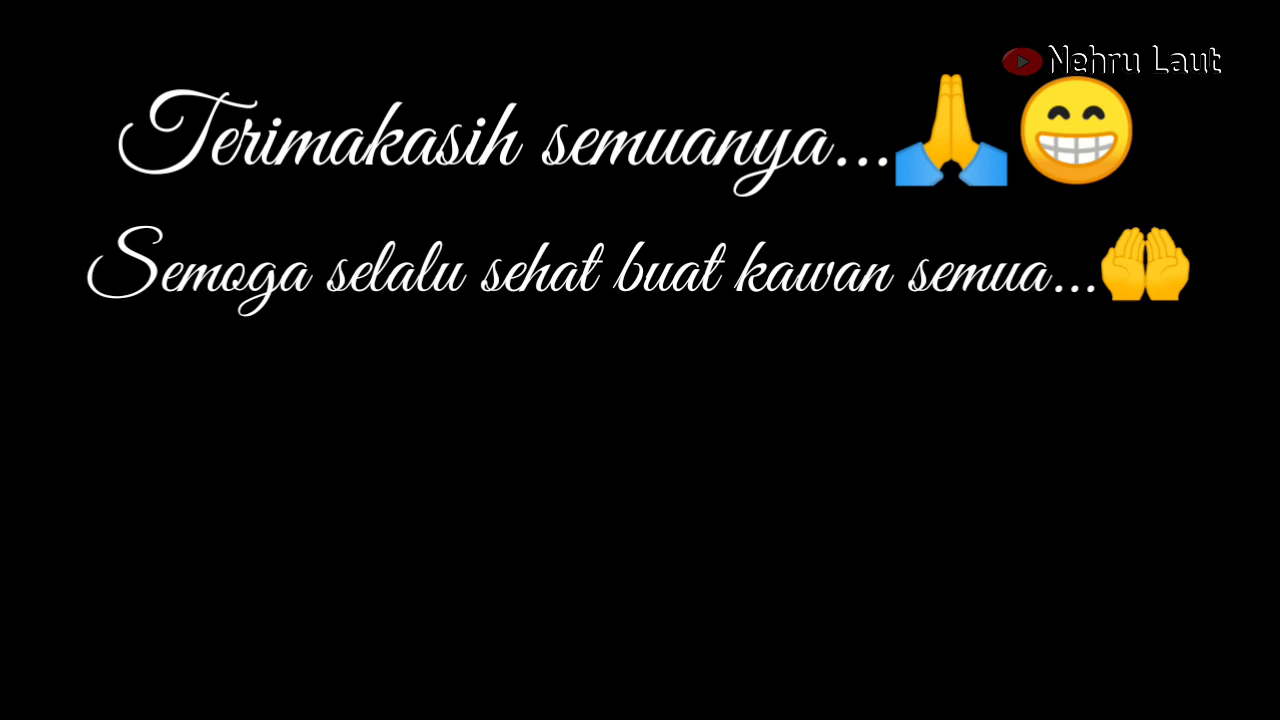 Nehru Laut
Terimakasih semuanya...🙏😁
Semoga selalu sehat buat kawan semua...🤲